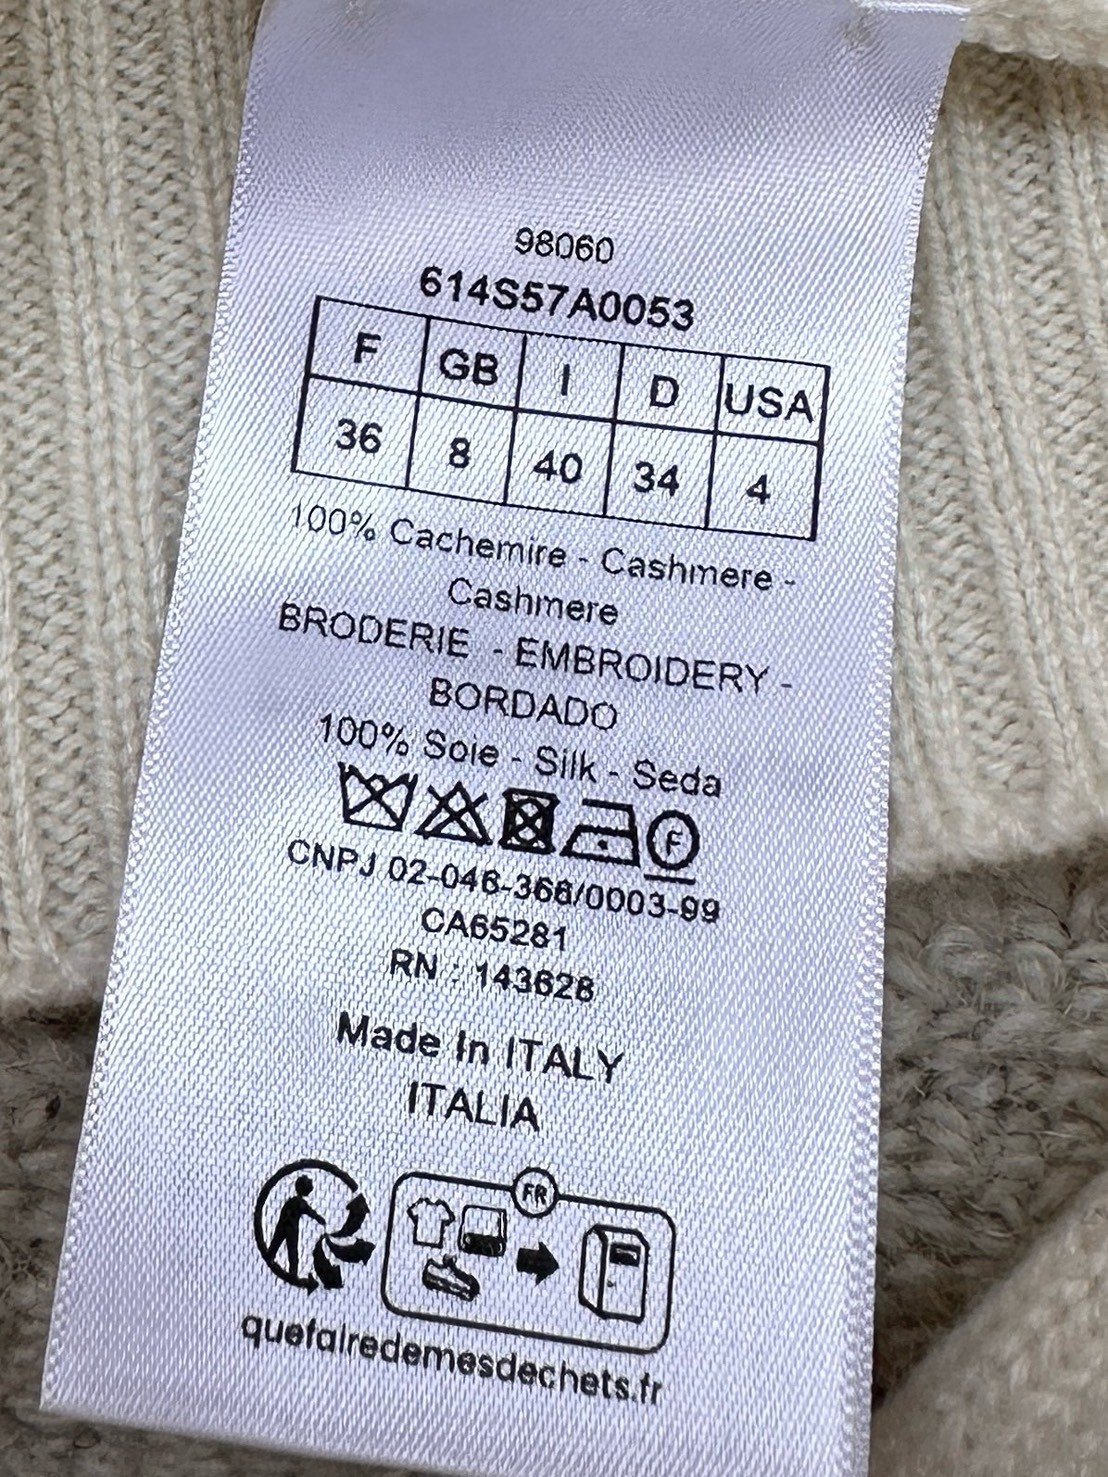 98060
614S57A0053
F GB I D USA
36 8 40 34 4
100% Cachemire - Cashmere -
Cashmere
BRODERIE - EMBROIDERY -
BORDADO
100% Soie - Silk - Seda
F
CNPJ 02-046-366/0003-99
CA65281
RN : 143628
Made In ITALY
ITALIA
FR
quefairedemesdechets.fr